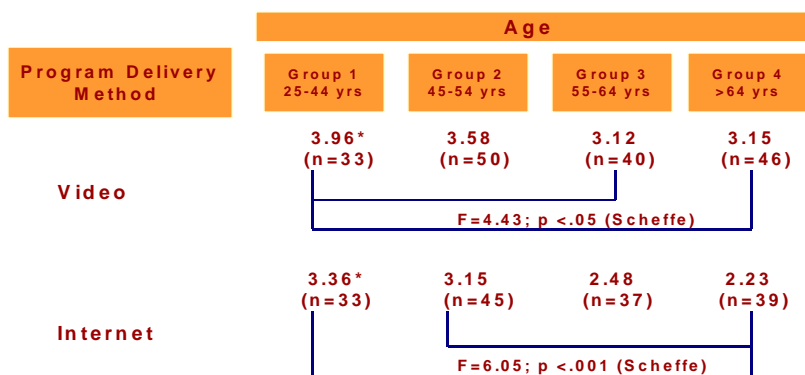 Age
Program Delivery
Method
Group 1
25-44 yrs
Group 2
45-54 yrs
Group 3
55-64 yrs
Group 4
>64 yrs
Video
3.96* 3.58 3.12 3.15
(n=33) (n=50) (n=40) (n=46)
F=4.43; p <.05 (Scheffe)
Internet
3.36* 3.15 2.48 2.23
(n=33) (n=45) (n=37) (n=39)
F=6.05; p <.001 (Scheffe)